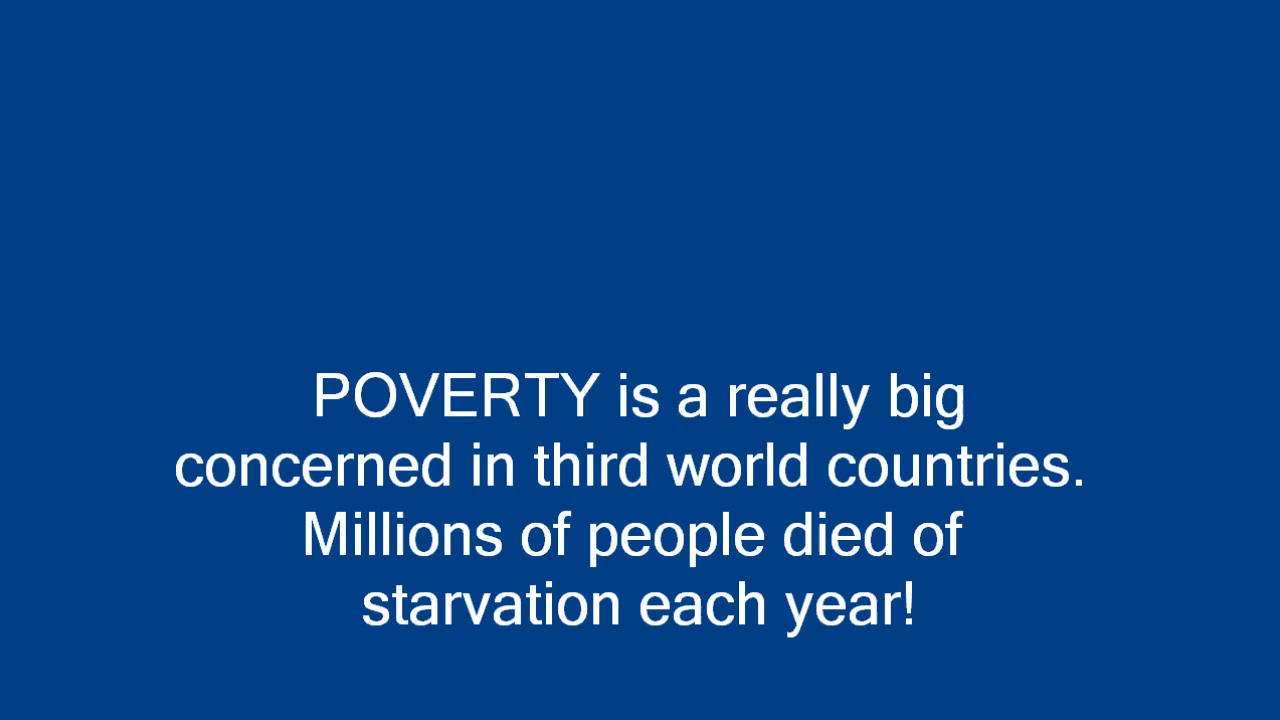 POVERTY is a really big
concerned in third world countries.
Millions of people died of
starvation each year!